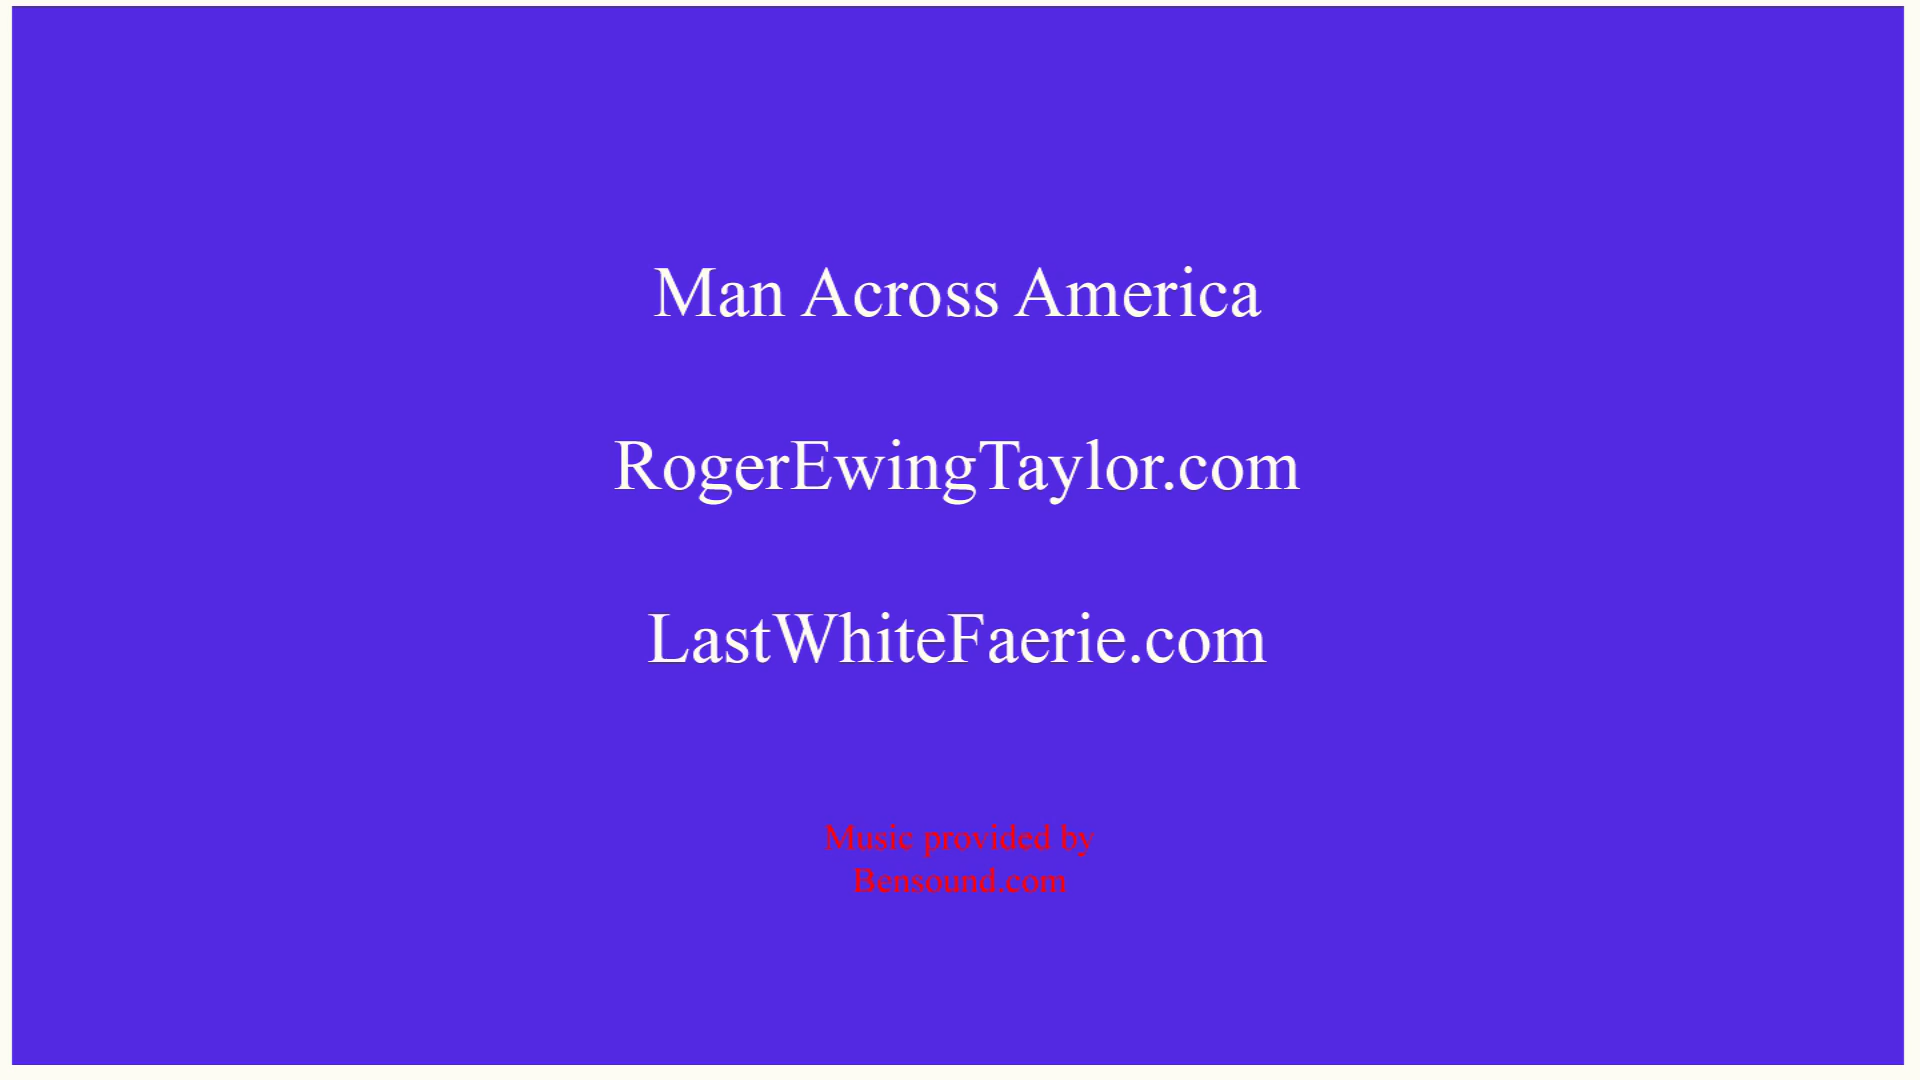 Man Across America
RogerEwingTaylor.com
LastWhiteFaerie.com
Music provided by
Bensound.com